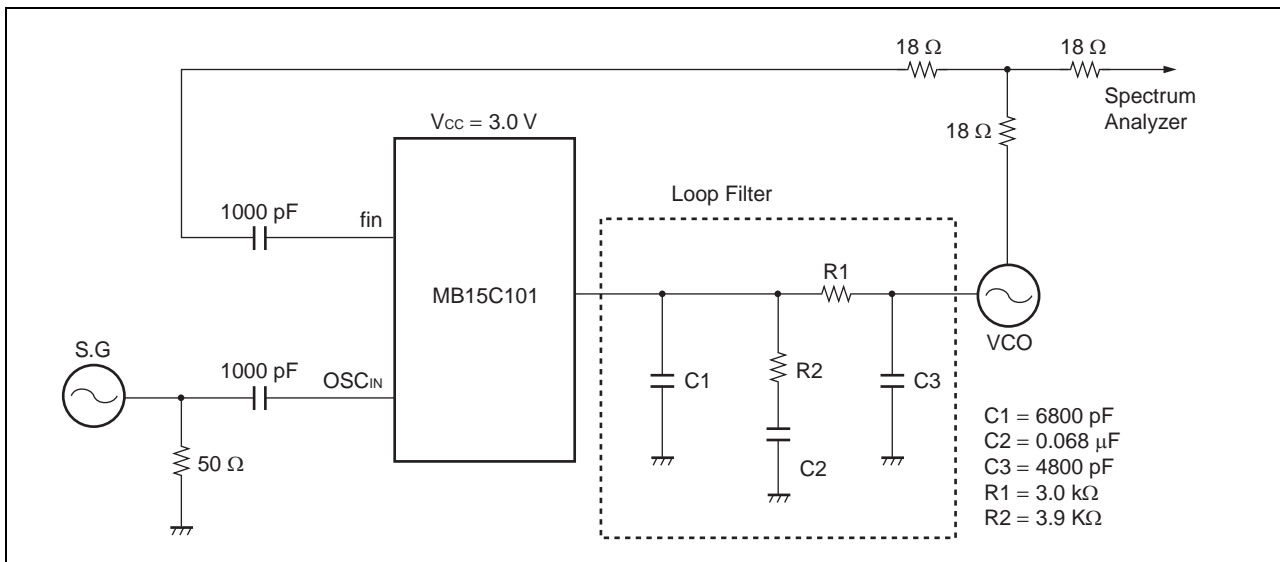 18 Ω
18 Ω
Spectrum
Analyzer
18 Ω
VCC = 3.0 V
Loop Filter
1000 pF
fin
R1
MB15C101
VCO
S.G
1000 pF
OSCIN
C1
R2
C3
50 Ω
C2
C1 = 6800 pF
C2 = 0.068 μF
C3 = 4800 pF
R1 = 3.0 kΩ
R2 = 3.9 KΩ